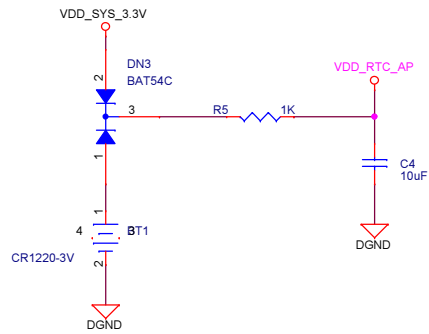 VDD_SYS_3.3V
DN3
BAT54C
2
VDD_RTC_AP
3
R5
1K
1
C4
10uF
1
4
3
BT1
CR1220-3V
2
DGND
DGND